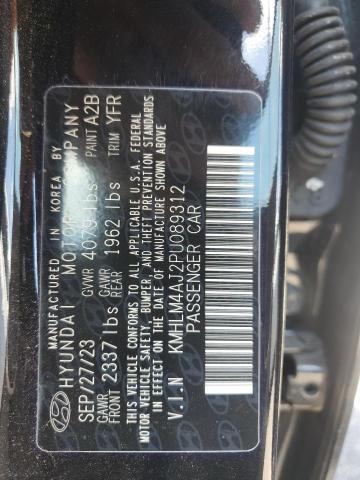 MANUFACTURED IN KOREA BY
HYUNDAI MOTOR COMPANY
SEP/27/23 GVWR 4079 lbs PAINT A2B
GAWR FRONT 2337 lbs GAWR REAR 1962 lbs TRIM YFR
THIS VEHICLE CONFORMS TO ALL APPLICABLE U.S.A. FEDERAL
MOTOR VEHICLE SAFETY, BUMPER, AND THEFT PREVENTION STANDARDS
IN EFFECT ON THE DATE OF MANUFACTURE SHOWN ABOVE.
V.I.N KMHLM4AJ2PU089312
PASSENGER CAR